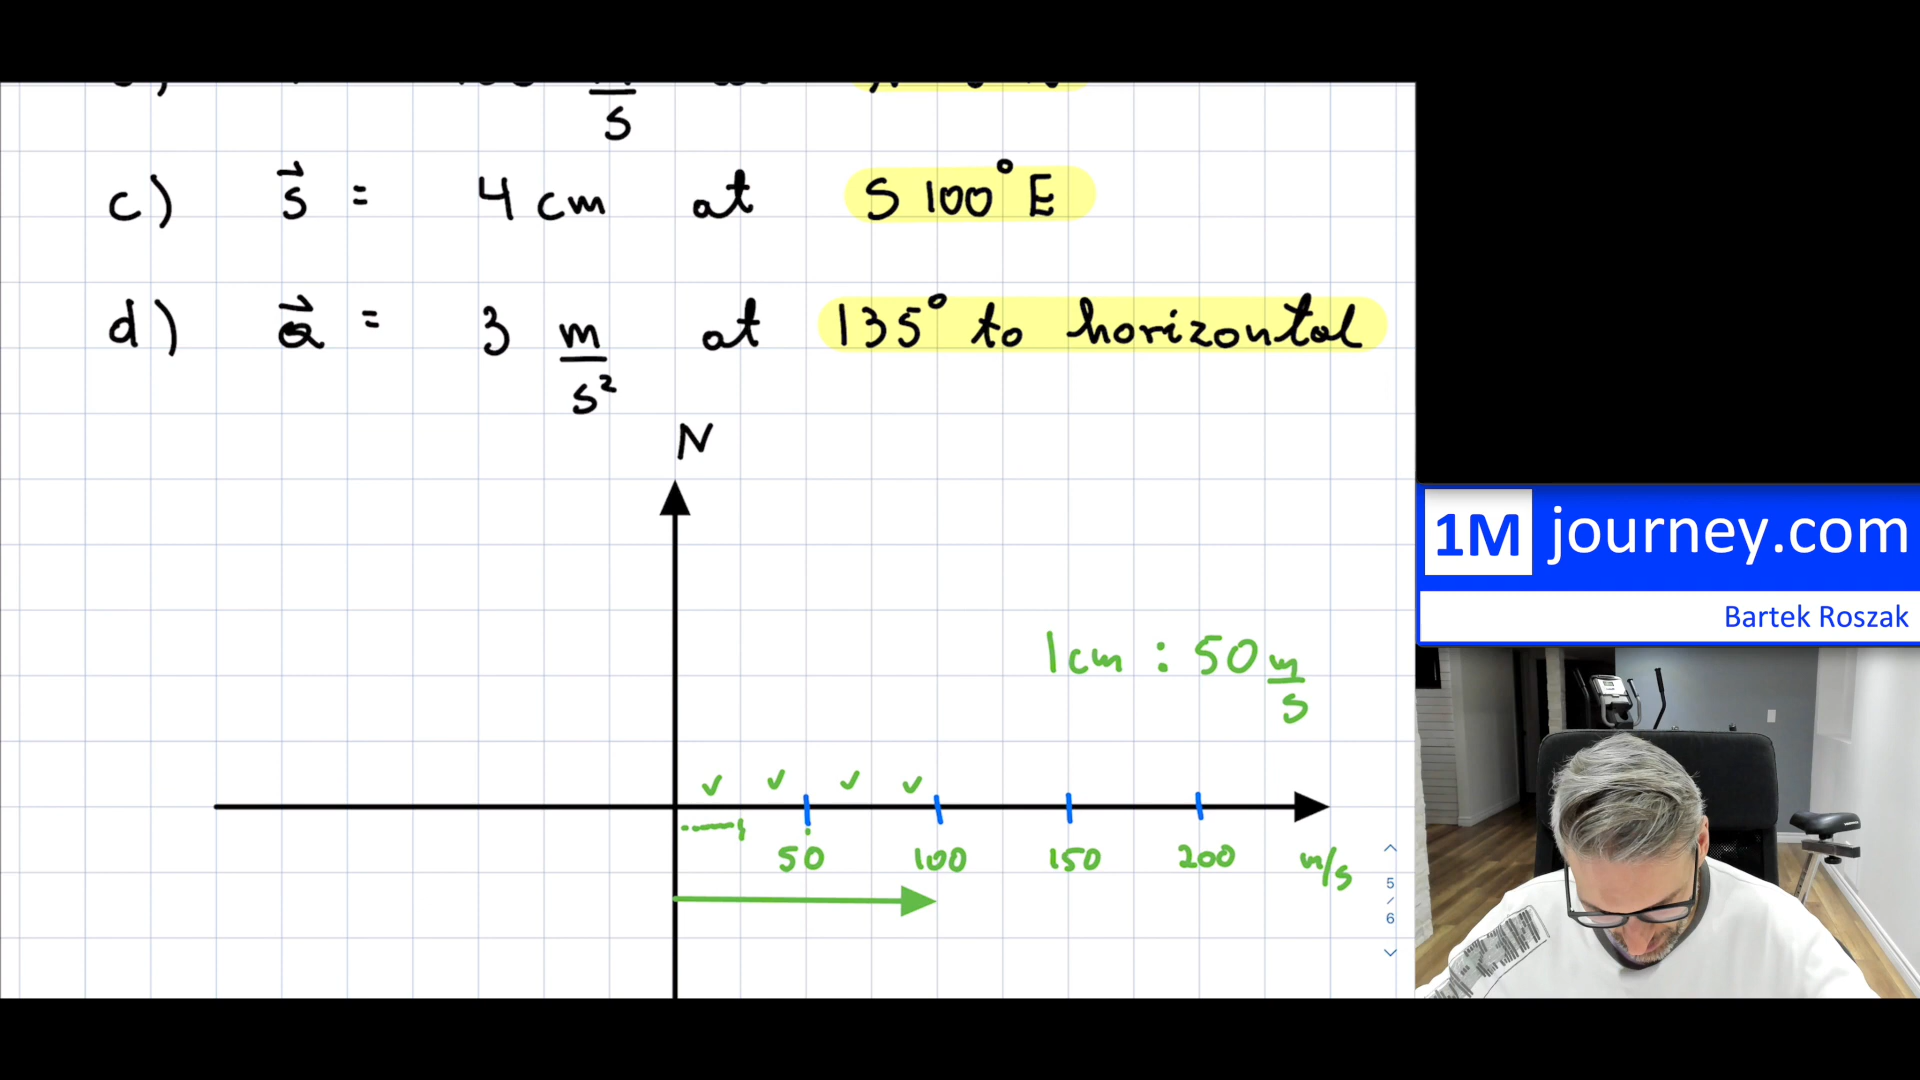 s
c) s⃗ = 4 cm at S 100° E
d) a⃗ = 3 m/s² at 135° to horizontal
N
1M journey.com
Bartek Roszak
1cm : 50 m/s
50 100 150 200 m/s
5
/
6